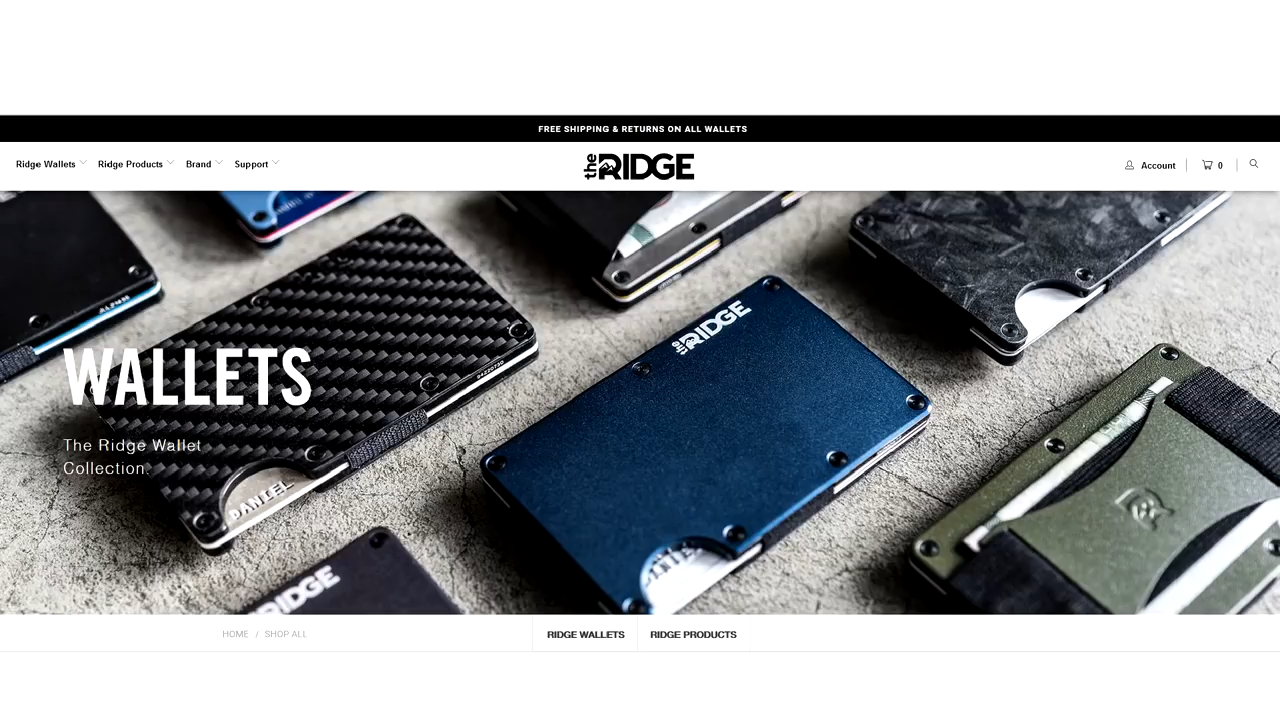 FREE SHIPPING & RETURNS ON ALL WALLETS
Ridge Wallets Ridge Products Brand Support
the RIDGE
Account 0
WALLETS
The Ridge Wallet
Collection.
the RIDGE
DANIEL
RIDGE
HOME / SHOP ALL
RIDGE WALLETS RIDGE PRODUCTS